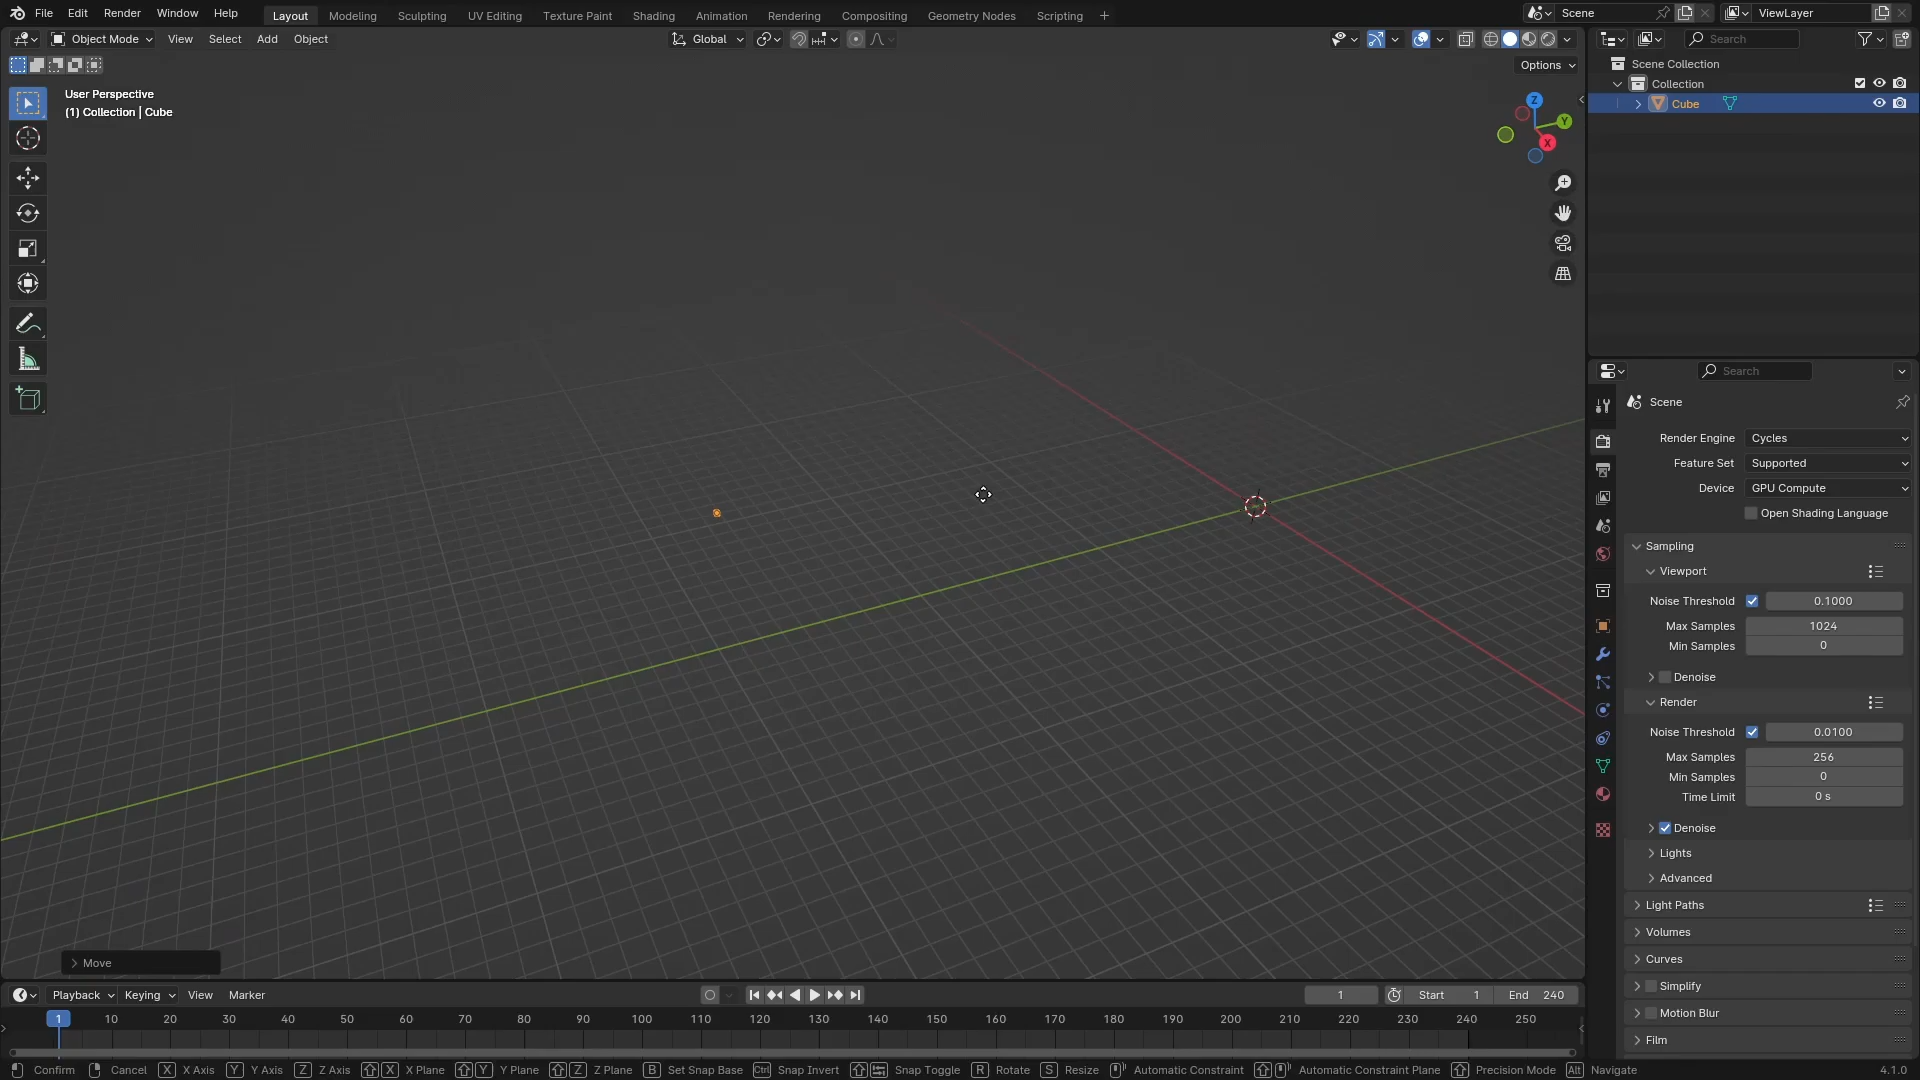 File Edit Render Window Help
Layout Modeling Sculpting UV Editing Texture Paint Shading Animation Rendering Compositing Geometry Nodes Scripting +
Scene
ViewLayer
Object Mode View Select Add Object
Global
Search
Options
User Perspective
(1) Collection | Cube
Z
Y
X
Scene Collection
Collection
Cube
Search
Scene
Render Engine Cycles
Feature Set Supported
Device GPU Compute
Open Shading Language
Sampling
Viewport
Noise Threshold 0.1000
Max Samples 1024
Min Samples 0
Denoise
Render
Noise Threshold 0.0100
Max Samples 256
Min Samples 0
Time Limit 0 s
Denoise
Lights
Advanced
Light Paths
Volumes
Curves
Simplify
Motion Blur
Film
Move
Playback Keying View Marker
1 Start 1 End 240
1 10 20 30 40 50 60 70 80 90 100 110 120 130 140 150 160 170 180 190 200 210 220 230 240 250
Confirm Cancel X X Axis Y Y Axis Z Z Axis X X Plane Y Y Plane Z Z Plane B Set Snap Base Ctrl Snap Invert Snap Toggle R Rotate S Resize Automatic Constraint Automatic Constraint Plane Precision Mode Alt Navigate 4.1.0